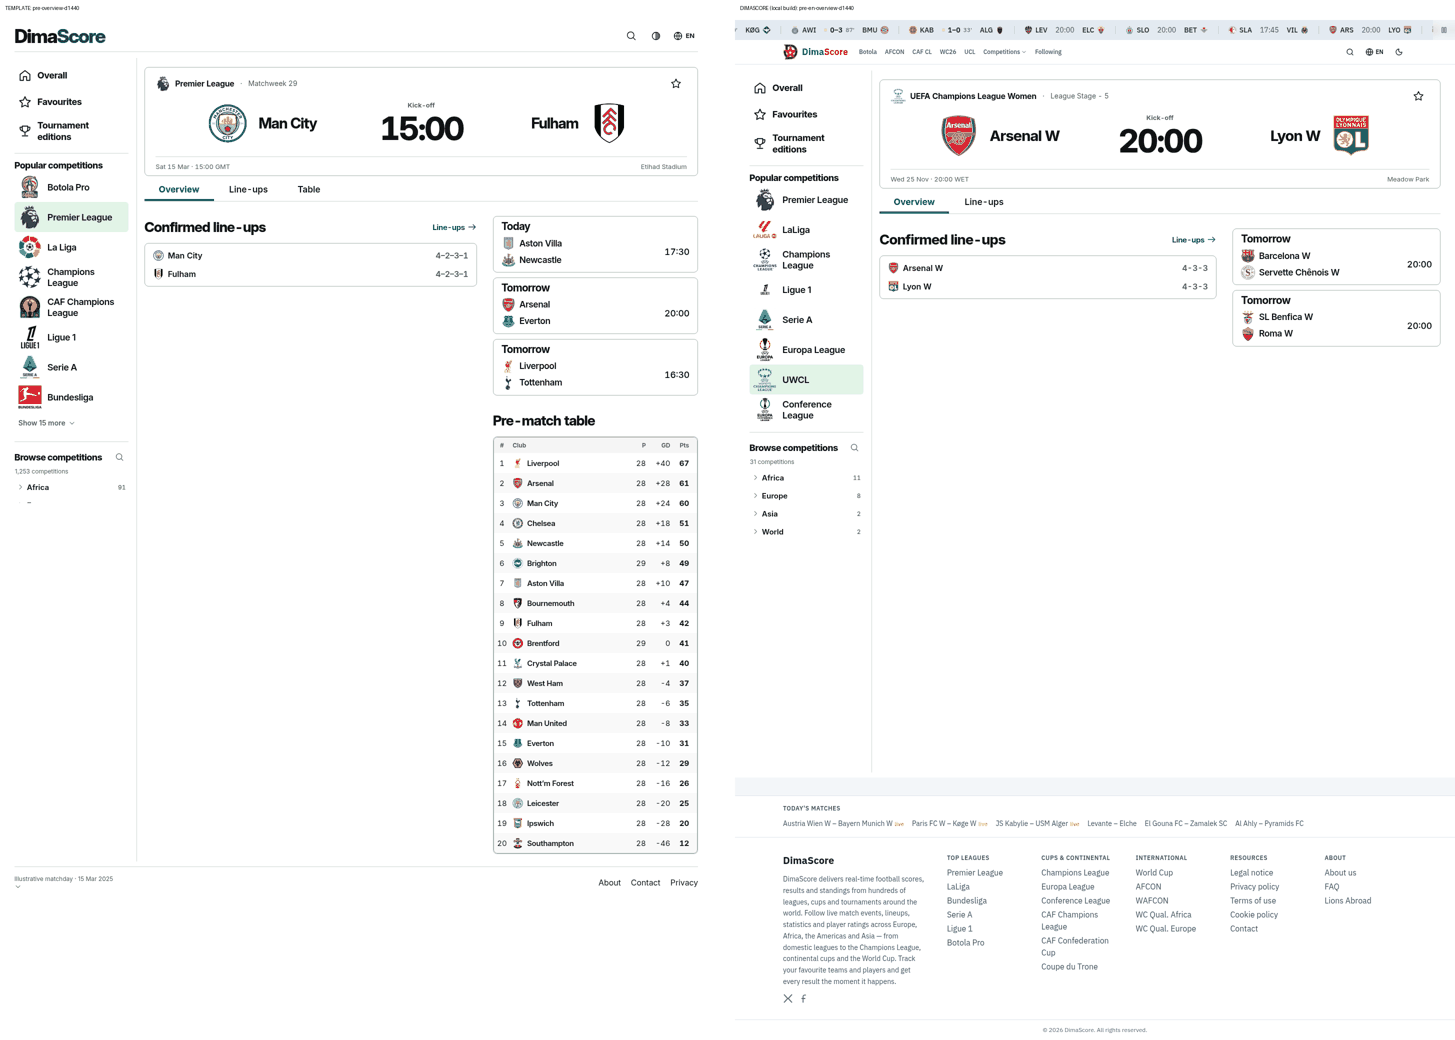 TEMPLATE: pre-overview-d1440
DimaScore
EN
Overall
Favourites
Tournament editions
Popular competitions
Botola Pro
Premier League
La Liga
Champions League
CAF Champions League
Ligue 1
Serie A
Bundesliga
Show 15 more
Browse competitions
1,253 competitions
Africa 91
Premier League · Matchweek 29
Man City
Kick-off
15:00
Fulham
Sat 15 Mar · 15:00 GMT
Etihad Stadium
Overview Line-ups Table
Confirmed line-ups
Line-ups →
Man City 4-2-3-1
Fulham 4-2-3-1
Today
Aston Villa
Newcastle
17:30
Tomorrow
Arsenal
Everton
20:00
Tomorrow
Liverpool
Tottenham
16:30
Pre-match table
# Club P GD Pts
1 Liverpool 28 +40 67
2 Arsenal 28 +28 61
3 Man City 28 +24 60
4 Chelsea 28 +18 51
5 Newcastle 28 +14 50
6 Brighton 29 +8 49
7 Aston Villa 28 +10 47
8 Bournemouth 28 +4 44
9 Fulham 28 +3 42
10 Brentford 29 0 41
11 Crystal Palace 28 +1 40
12 West Ham 28 -4 37
13 Tottenham 28 -6 35
14 Man United 28 -8 33
15 Everton 28 -10 31
16 Wolves 28 -12 29
17 Nott'm Forest 28 -16 26
18 Leicester 28 -20 25
19 Ipswich 28 -28 20
20 Southampton 28 -46 12
Illustrative matchday · 15 Mar 2025
About Contact Privacy
DIMASCORE (local build): pre-en-overview-d1440
KØG
AWI 0–3 87' BMU
KAB 1–0 33' ALG
LEV 20:00 ELC
SLO 20:00 BET
SLA 17:45 VIL
ARS 20:00 LYO
DimaScore
Botola AFCON CAF CL WC26 UCL Competitions Following
EN
Overall
Favourites
Tournament editions
Popular competitions
Premier League
LaLiga
Champions League
Ligue 1
Serie A
Europa League
UWCL
Conference League
Browse competitions
31 competitions
Africa 11
Europe 8
Asia 2
World 2
UEFA Champions League Women · League Stage - 5
Arsenal W
Kick-off
20:00
Lyon W
Wed 25 Nov · 20:00 WET
Meadow Park
Overview Line-ups
Confirmed line-ups
Line-ups →
Arsenal W 4-3-3
Lyon W 4-3-3
Tomorrow
Barcelona W
Servette Chênois W
20:00
Tomorrow
SL Benfica W
Roma W
20:00
TODAY'S MATCHES
Austria Wien W – Bayern Munich W
Paris FC W – Køge W
JS Kabylie – USM Alger
Levante – Elche
El Gouna FC – Zamalek SC
Al Ahly – Pyramids FC
DimaScore
DimaScore delivers real-time football scores,
results and standings from hundreds of
leagues, cups and tournaments around the
world. Follow live match events, lineups,
statistics and player ratings across Europe,
Africa, the Americas and Asia — from
domestic leagues to the Champions League,
continental cups and the World Cup. Track
your favourite teams and players and get
every result the moment it happens.
TOP LEAGUES
Premier League
LaLiga
Bundesliga
Serie A
Ligue 1
Botola Pro
CUPS & CONTINENTAL
Champions League
Europa League
Conference League
CAF Champions
League
CAF Confederation
Cup
Coupe du Trone
INTERNATIONAL
World Cup
AFCON
WAFCON
WC Qual. Africa
WC Qual. Europe
RESOURCES
Legal notice
Privacy policy
Terms of use
Cookie policy
Contact
ABOUT
About us
FAQ
Lions Abroad
© 2026 DimaScore. All rights reserved.